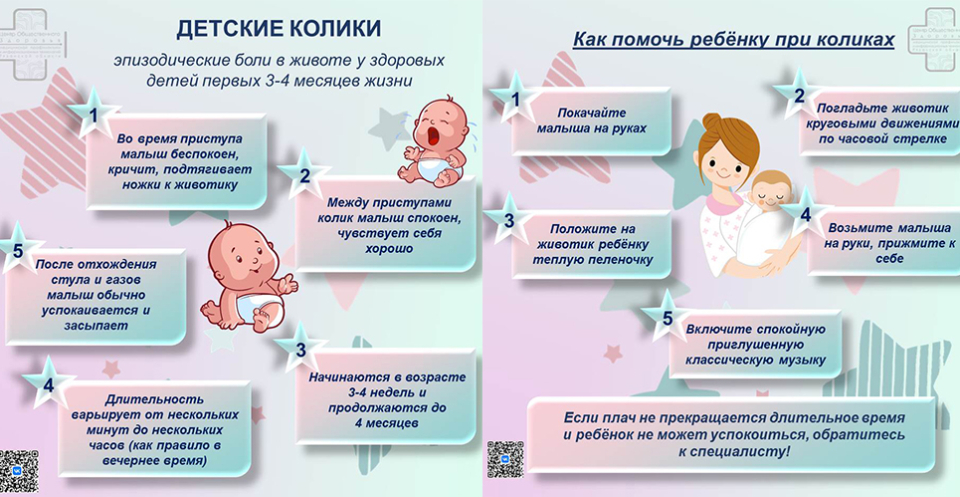 ДЕТСКИЕ КОЛИКИ
эпизодические боли в животе у здоровых
детей первых 3-4 месяцев жизни
1
Во время приступа
малыш беспокоен,
кричит, подтягивает
ножки к животику
2
Между приступами
колик малыш спокоен,
чувствует себя
хорошо
5
После отхождения
стула и газов
малыш обычно
успокаивается и
засыпает
3
Начинаются в возрасте
3-4 недель и
продолжаются до
4 месяцев
4
Длительность
варьирует от нескольких
минут до нескольких
часов (как правило в
вечернее время)
Как помочь ребёнку при коликах
1
Покачайте
малыша на руках
2
Погладьте животик
круговыми движениями
по часовой стрелке
3
Положите на
животик ребёнку
теплую пеленочку
4
Возьмите малыша
на руки, прижмите к
себе
5
Включите спокойную
приглушенную
классическую музыку
Если плач не прекращается длительное время
и ребёнок не может успокоиться, обратитесь
к специалисту!